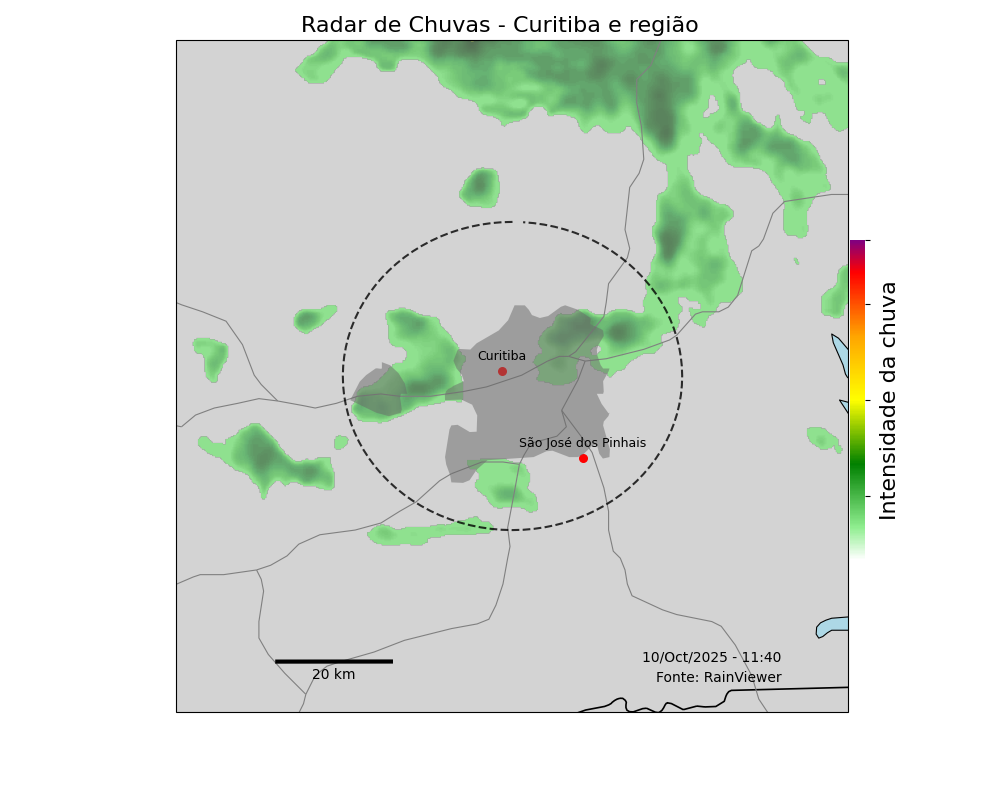 Radar de Chuvas - Curitiba e região
Curitiba
São José dos Pinhais
Intensidade da chuva
10/Oct/2025 - 11:40
Fonte: RainViewer
20 km